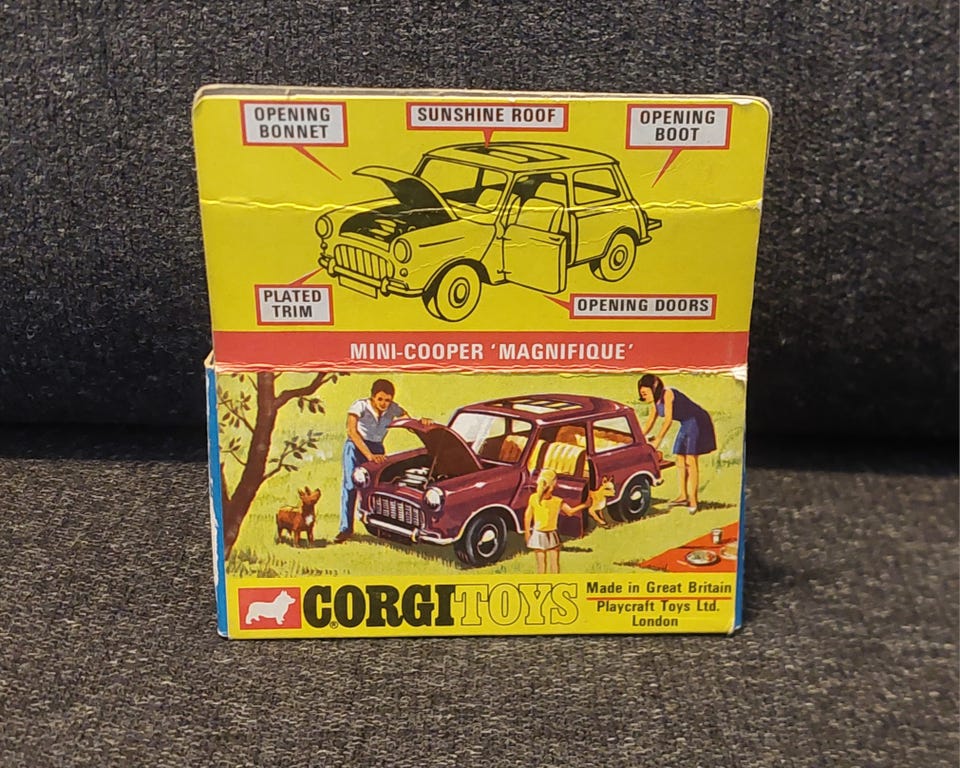 OPENING
BONNET
SUNSHINE ROOF
OPENING
BOOT
PLATED
TRIM
OPENING DOORS
MINI-COOPER 'MAGNIFIQUE'
CORGI TOYS
®
Made in Great Britain
Playcraft Toys Ltd.
London